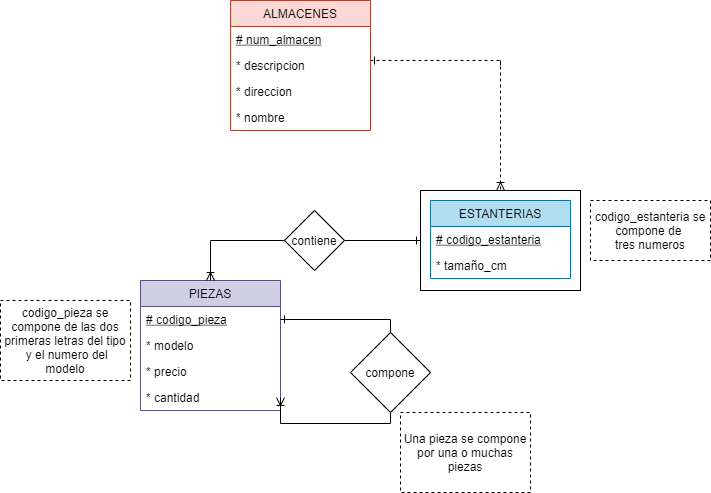 ALMACENES
# num_almacen
* descripcion
* direccion
* nombre
ESTANTERIAS
# codigo_estanteria
* tamaño_cm
codigo_estanteria se
compone de
tres numeros
contiene
PIEZAS
# codigo_pieza
* modelo
* precio
* cantidad
codigo_pieza se
compone de las dos
primeras letras del tipo
y el numero del
modelo
compone
Una pieza se compone
por una o muchas
piezas